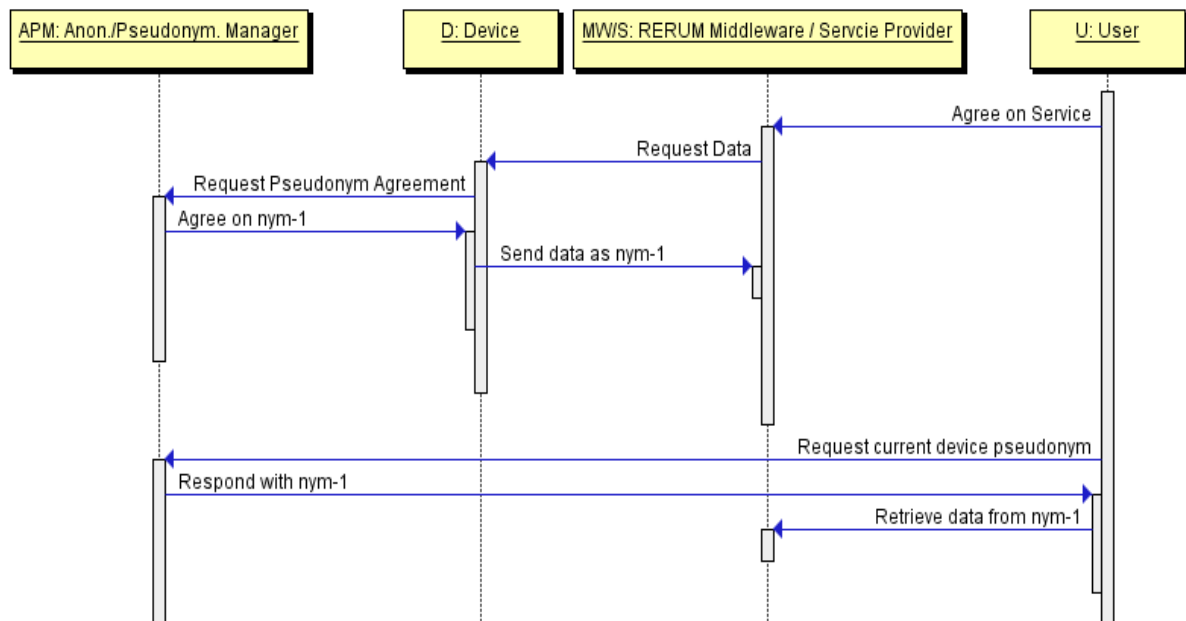 APM: Anon./Pseudonym. Manager
D: Device
MW/S: RERUM Middleware / Servcie Provider
U: User
Agree on Service
Request Data
Request Pseudonym Agreement
Agree on nym-1
Send data as nym-1
Request current device pseudonym
Respond with nym-1
Retrieve data from nym-1